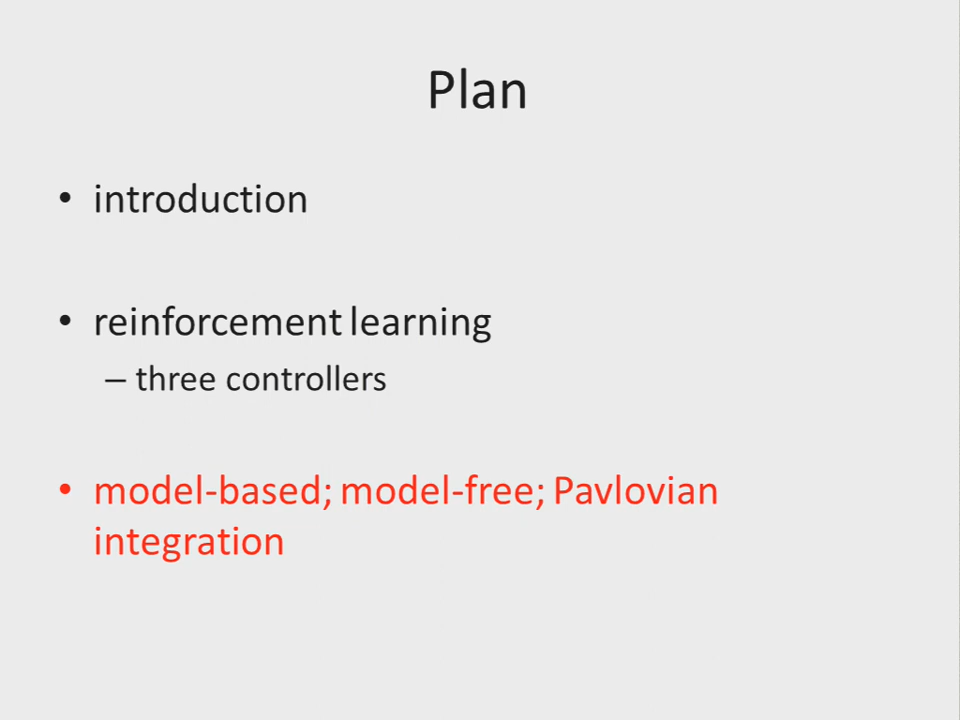 Plan
• introduction
• reinforcement learning
– three controllers
• model-based; model-free; Pavlovian
integration